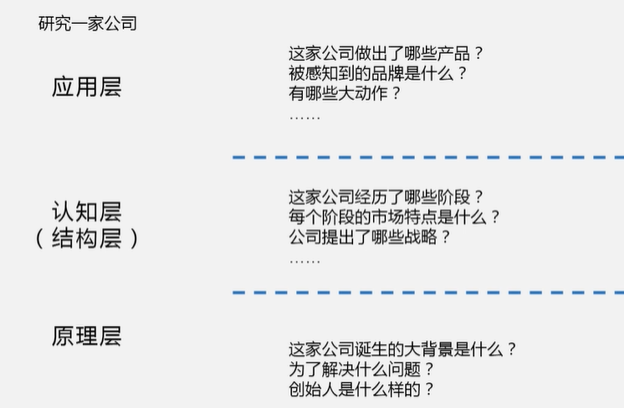 研究一家公司
应用层
这家公司做出了哪些产品？
被感知到的品牌是什么？
有哪些大动作？
……
认知层
（结构层）
这家公司经历了哪些阶段？
每个阶段的市场特点是什么？
公司提出了哪些战略？
……
原理层
这家公司诞生的大背景是什么？
为了解决什么问题？
创始人是什么样的？